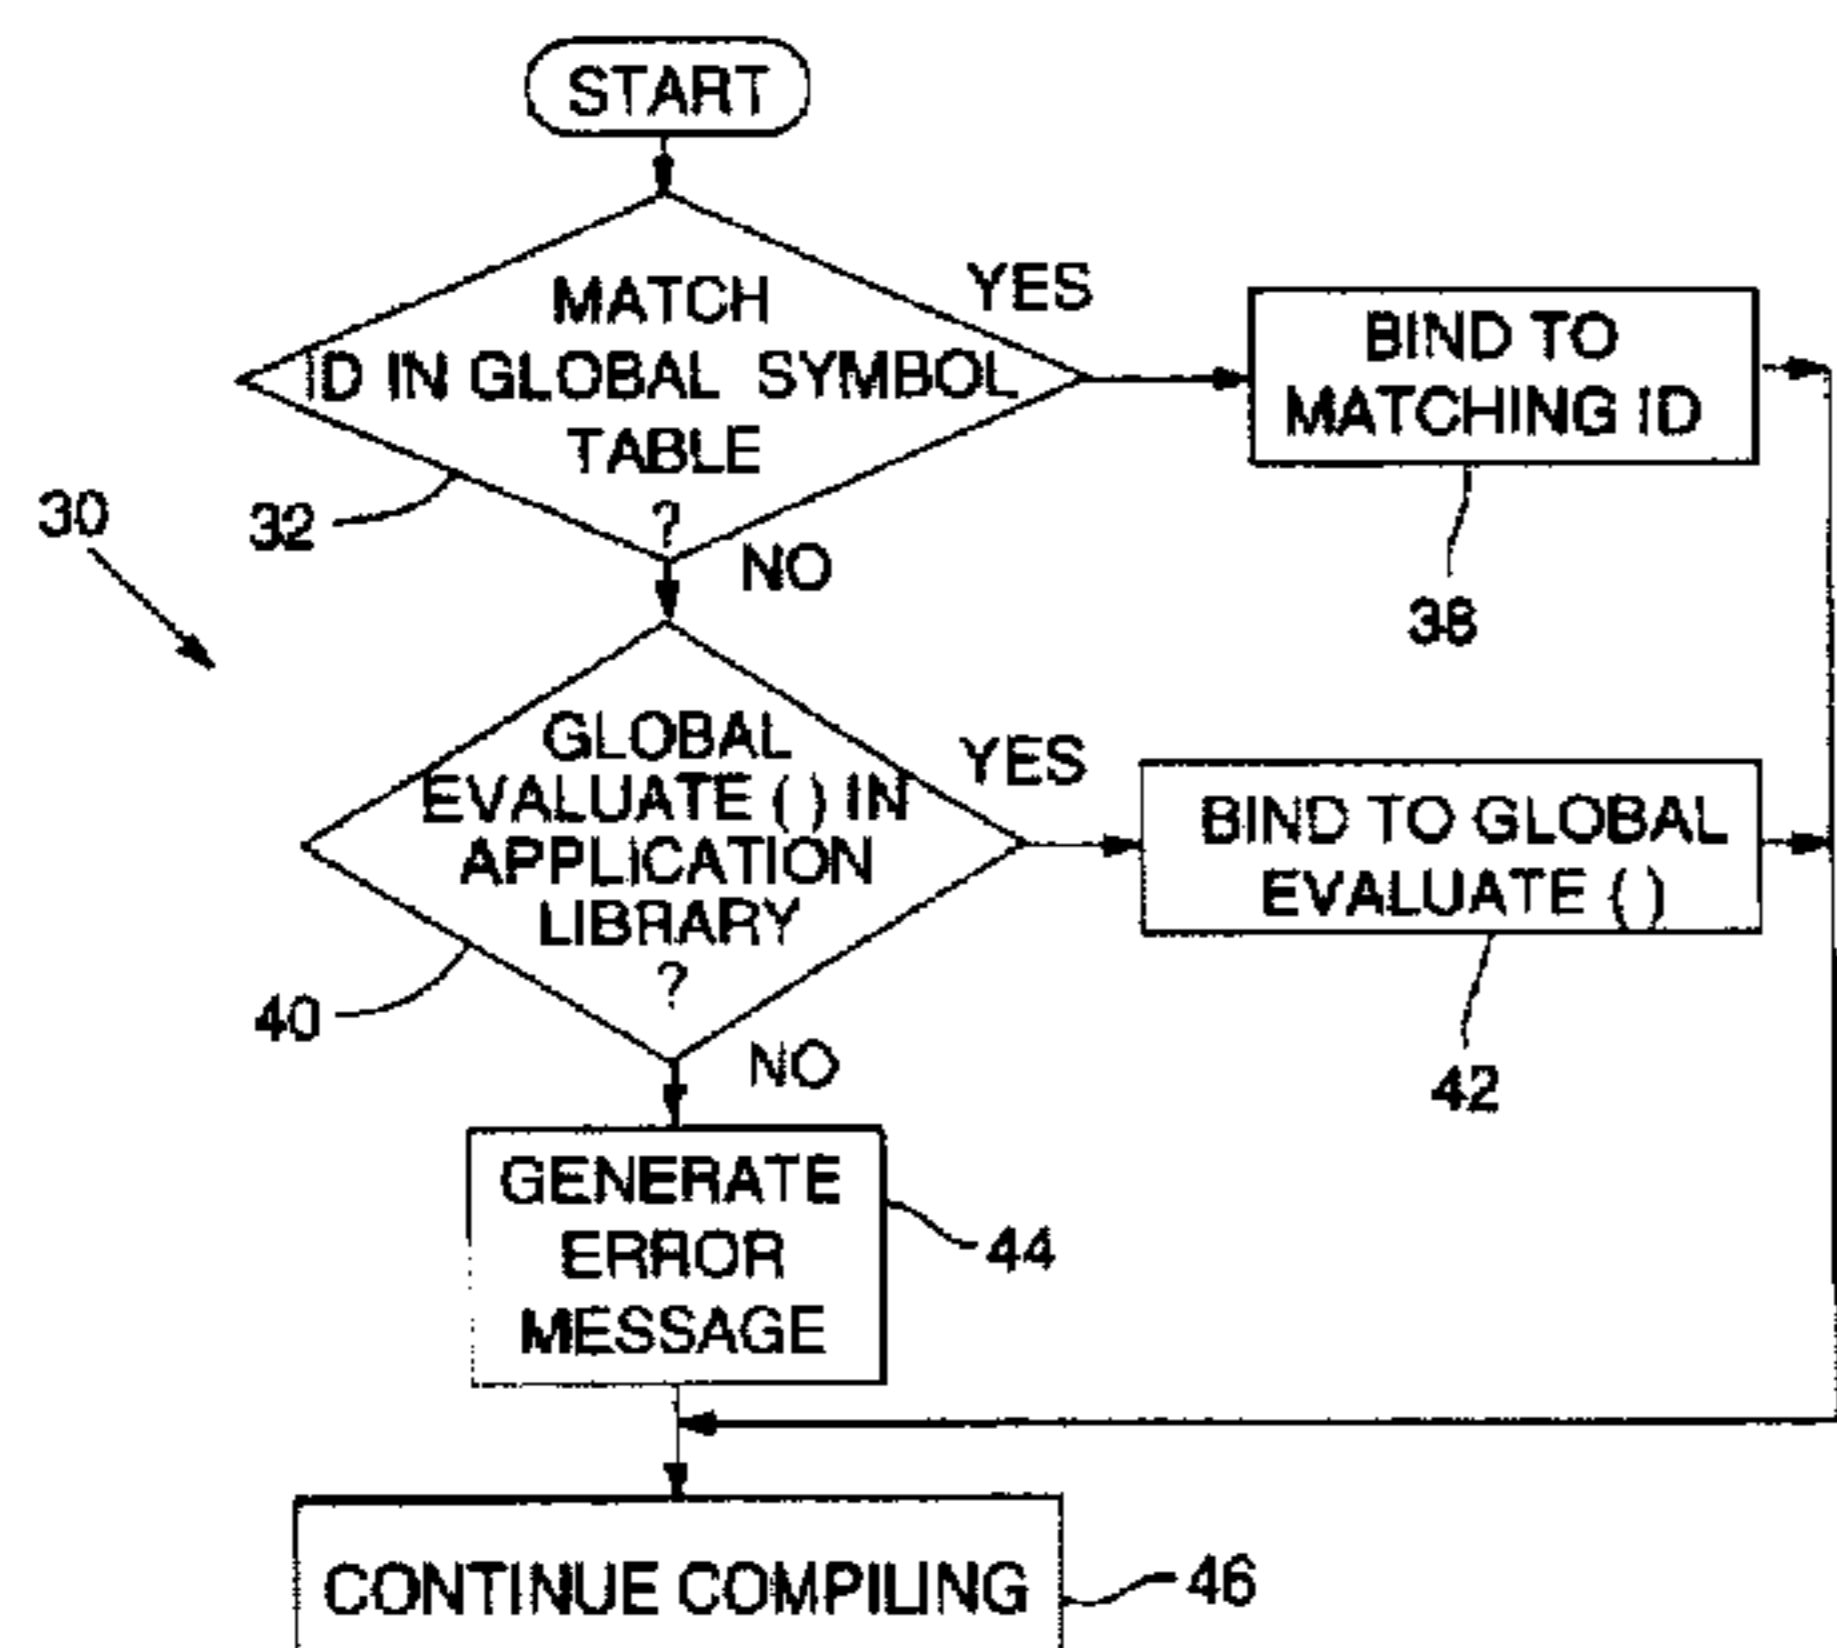 START
MATCH
ID IN GLOBAL SYMBOL
TABLE
?
YES
BIND TO
MATCHING ID
30
32
NO
38
GLOBAL
EVALUATE ( ) IN
APPLICATION
LIBRARY
?
YES
BIND TO GLOBAL
EVALUATE ( )
40
NO
42
GENERATE
ERROR
MESSAGE
44
CONTINUE COMPILING
46